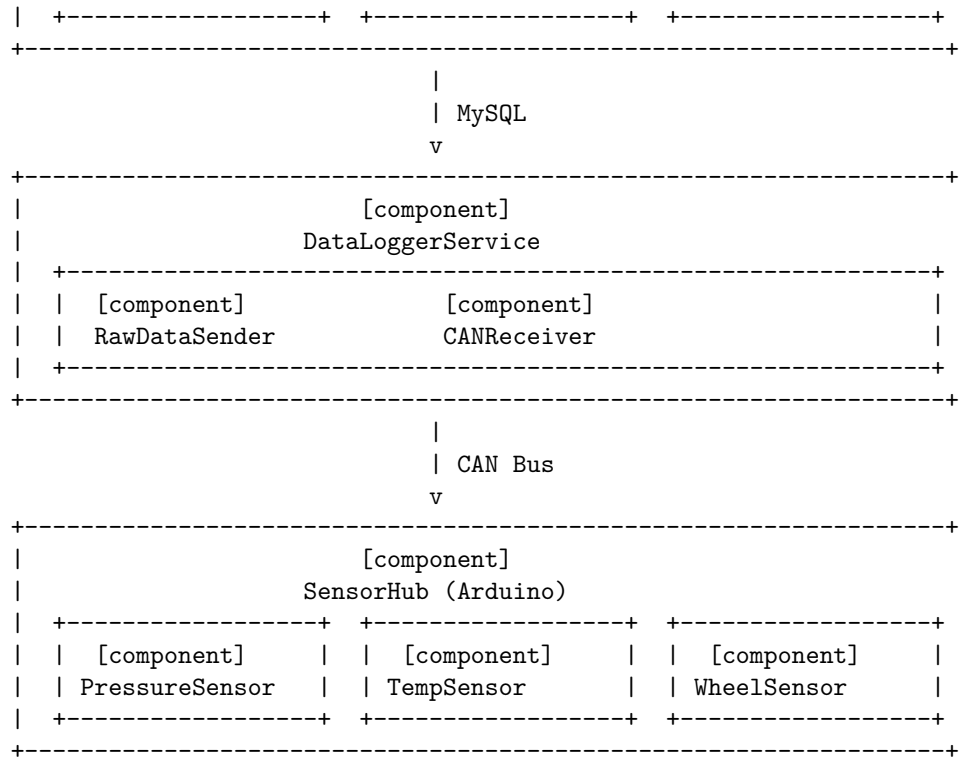 |  +------------------+  +------------------+  +------------------+
+------------------------------------------------------------------+
|
| MySQL
v
+------------------------------------------------------------------+
|                        [component]
|                    DataLoggerService
|  +--------------------------------------------------------------+
|  |  [component]              [component]                        |
|  |  RawDataSender            CANReceiver                        |
|  +--------------------------------------------------------------+
+------------------------------------------------------------------+
|
| CAN Bus
v
+------------------------------------------------------------------+
|                        [component]
|                    SensorHub (Arduino)
|  +------------------+  +------------------+  +------------------+
|  |  [component]     |  |  [component]     |  |  [component]     |
|  | PressureSensor   |  | TempSensor       |  | WheelSensor      |
|  +------------------+  +------------------+  +------------------+
+------------------------------------------------------------------+